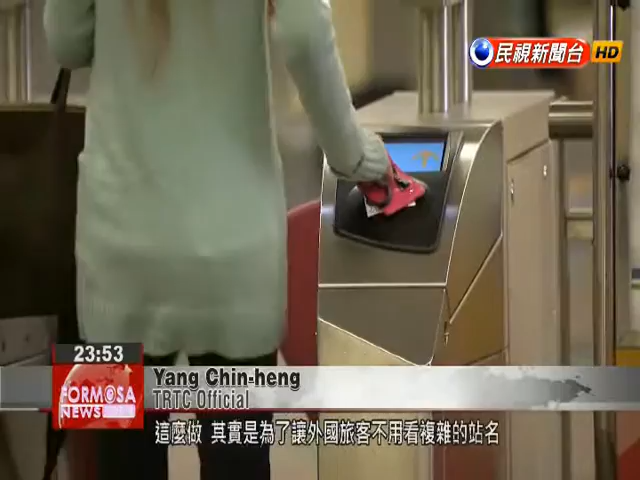 民視新聞台 HD
23:53
FORMOSA
NEWS
Yang Chin-heng
TRTC Official
這麼做 其實是為了讓外國旅客不用看複雜的站名